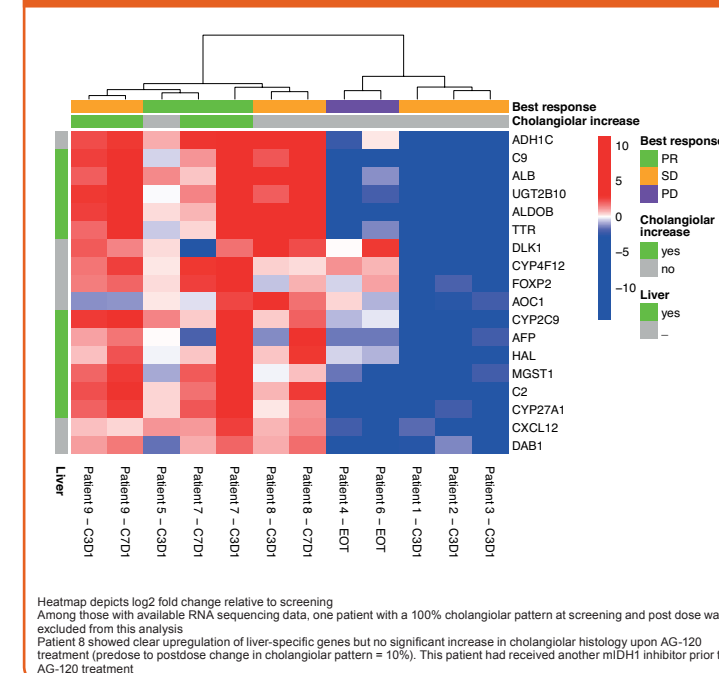 Best response
Cholangiolar increase
ADH1C
C9
ALB
UGT2B10
ALDOB
TTR
DLK1
CYP4F12
FOXP2
AOC1
CYP2C9
AFP
HAL
MGST1
C2
CYP27A1
CXCL12
DAB1
10
5
0
−5
−10
Best response
PR
SD
PD
Cholangiolar
increase
yes
no
Liver
yes
–
Liver
Patient 9 – C3D1
Patient 9 – C7D1
Patient 5 – C3D1
Patient 7 – C7D1
Patient 7 – C3D1
Patient 8 – C3D1
Patient 8 – C7D1
Patient 4 – EOT
Patient 6 – EOT
Patient 1 – C3D1
Patient 2 – C3D1
Patient 3 – C3D1
Heatmap depicts log2 fold change relative to screening
Among those with available RNA sequencing data, one patient with a 100% cholangiolar pattern at screening and post dose wa
excluded from this analysis
Patient 8 showed clear upregulation of liver-specific genes but no significant increase in cholangiolar histology upon AG-120
treatment (predose to postdose change in cholangiolar pattern = 10%). This patient had received another mIDH1 inhibitor prior
AG-120 treatment